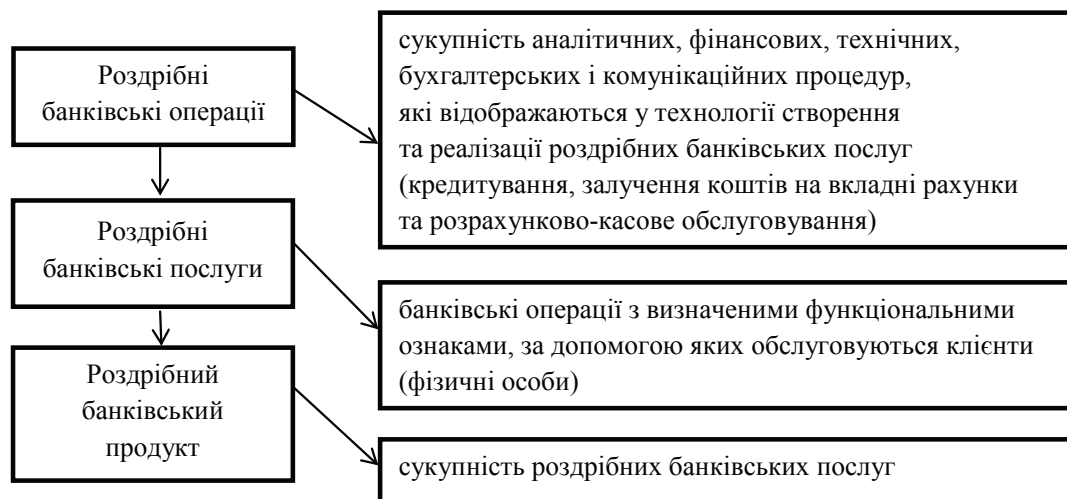 Роздрібні
банківські операції
сукупність аналітичних, фінансових, технічних,
бухгалтерських і комунікаційних процедур,
які відображаються у технології створення
та реалізації роздрібних банківських послуг
(кредитування, залучення коштів на вкладні рахунки
та розрахунково-касове обслуговування)
Роздрібні
банківські послуги
банківські операції з визначеними функціональними
ознаками, за допомогою яких обслуговуються клієнти
(фізичні особи)
Роздрібний
банківський
продукт
сукупність роздрібних банківських послуг